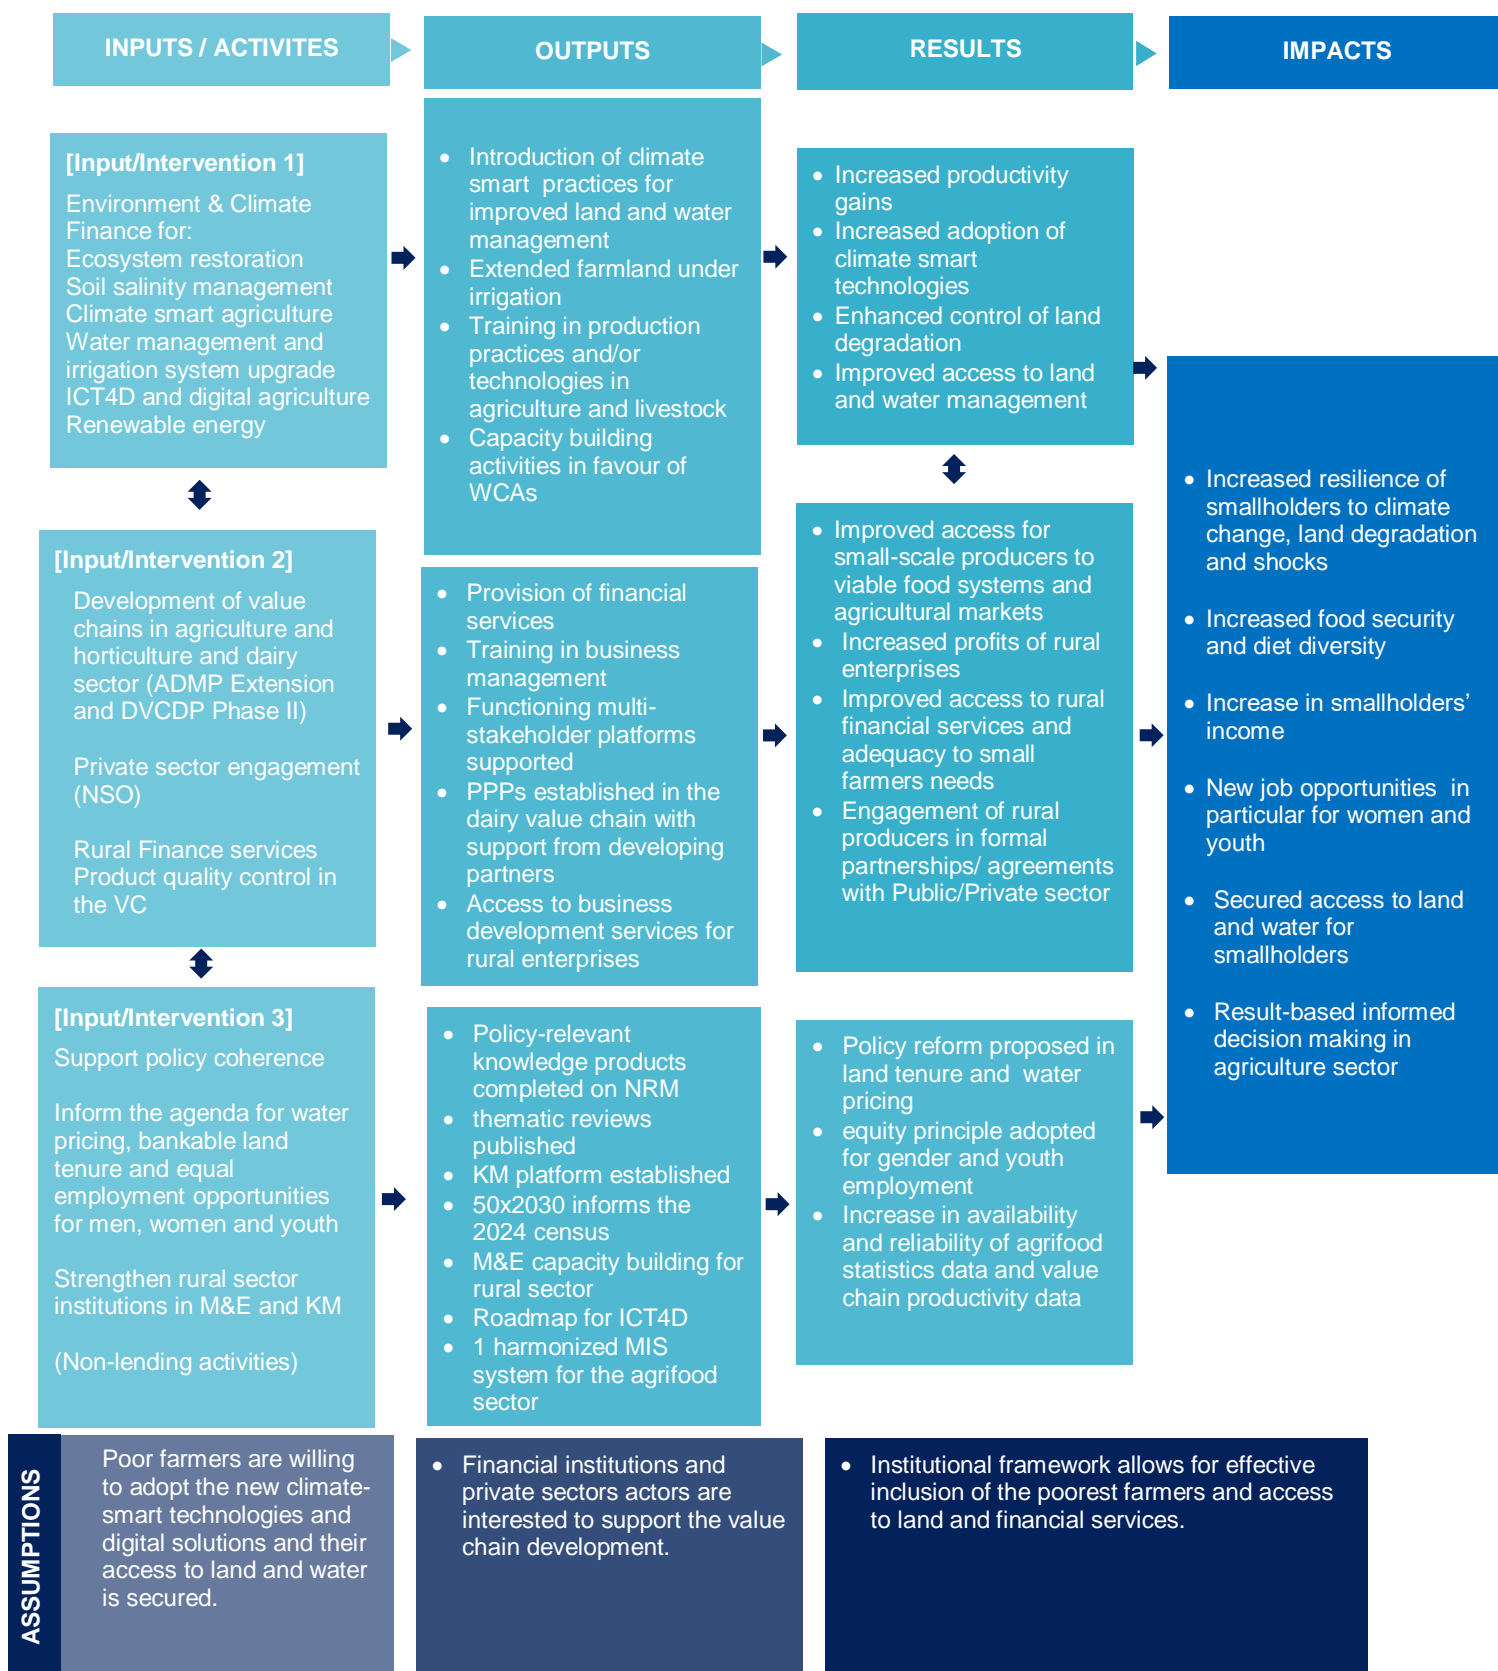 INPUTS / ACTIVITES
OUTPUTS
RESULTS
IMPACTS
[Input/Intervention 1]
Environment & Climate
Finance for:
Ecosystem restoration
Soil salinity management
Climate smart agriculture
Water management and
irrigation system upgrade
ICT4D and digital agriculture
Renewable energy
• Introduction of climate
smart practices for
improved land and water
management
• Extended farmland under
irrigation
• Training in production
practices and/or
technologies in
agriculture and livestock
• Capacity building
activities in favour of
WCAs
• Increased productivity
gains
• Increased adoption of
climate smart
technologies
• Enhanced control of land
degradation
• Improved access to land
and water management
[Input/Intervention 2]
Development of value
chains in agriculture and
horticulture and dairy
sector (ADMP Extension
and DVCDP Phase II)
Private sector engagement
(NSO)
Rural Finance services
Product quality control in
the VC
• Provision of financial
services
• Training in business
management
• Functioning multi-
stakeholder platforms
supported
• PPPs established in the
dairy value chain with
support from developing
partners
• Access to business
development services for
rural enterprises
• Improved access for
small-scale producers to
viable food systems and
agricultural markets
• Increased profits of rural
enterprises
• Improved access to rural
financial services and
adequacy to small
farmers needs
• Engagement of rural
producers in formal
partnerships/ agreements
with Public/Private sector
• Increased resilience of
smallholders to climate
change, land degradation
and shocks
• Increased food security
and diet diversity
• Increase in smallholders’
income
• New job opportunities in
particular for women and
youth
• Secured access to land
and water for
smallholders
• Result-based informed
decision making in
agriculture sector
[Input/Intervention 3]
Support policy coherence
Inform the agenda for water
pricing, bankable land
tenure and equal
employment opportunities
for men, women and youth
Strengthen rural sector
institutions in M&E and KM
(Non-lending activities)
• Policy-relevant
knowledge products
completed on NRM
• thematic reviews
published
• KM platform established
• 50x2030 informs the
2024 census
• M&E capacity building for
rural sector
• Roadmap for ICT4D
• 1 harmonized MIS
system for the agrifood
sector
• Policy reform proposed in
land tenure and water
pricing
• equity principle adopted
for gender and youth
employment
• Increase in availability
and reliability of agrifood
statistics data and value
chain productivity data
ASSUMPTIONS
Poor farmers are willing
to adopt the new climate-
smart technologies and
digital solutions and their
access to land and water
is secured.
• Financial institutions and
private sectors actors are
interested to support the value
chain development.
• Institutional framework allows for effective
inclusion of the poorest farmers and access
to land and financial services.